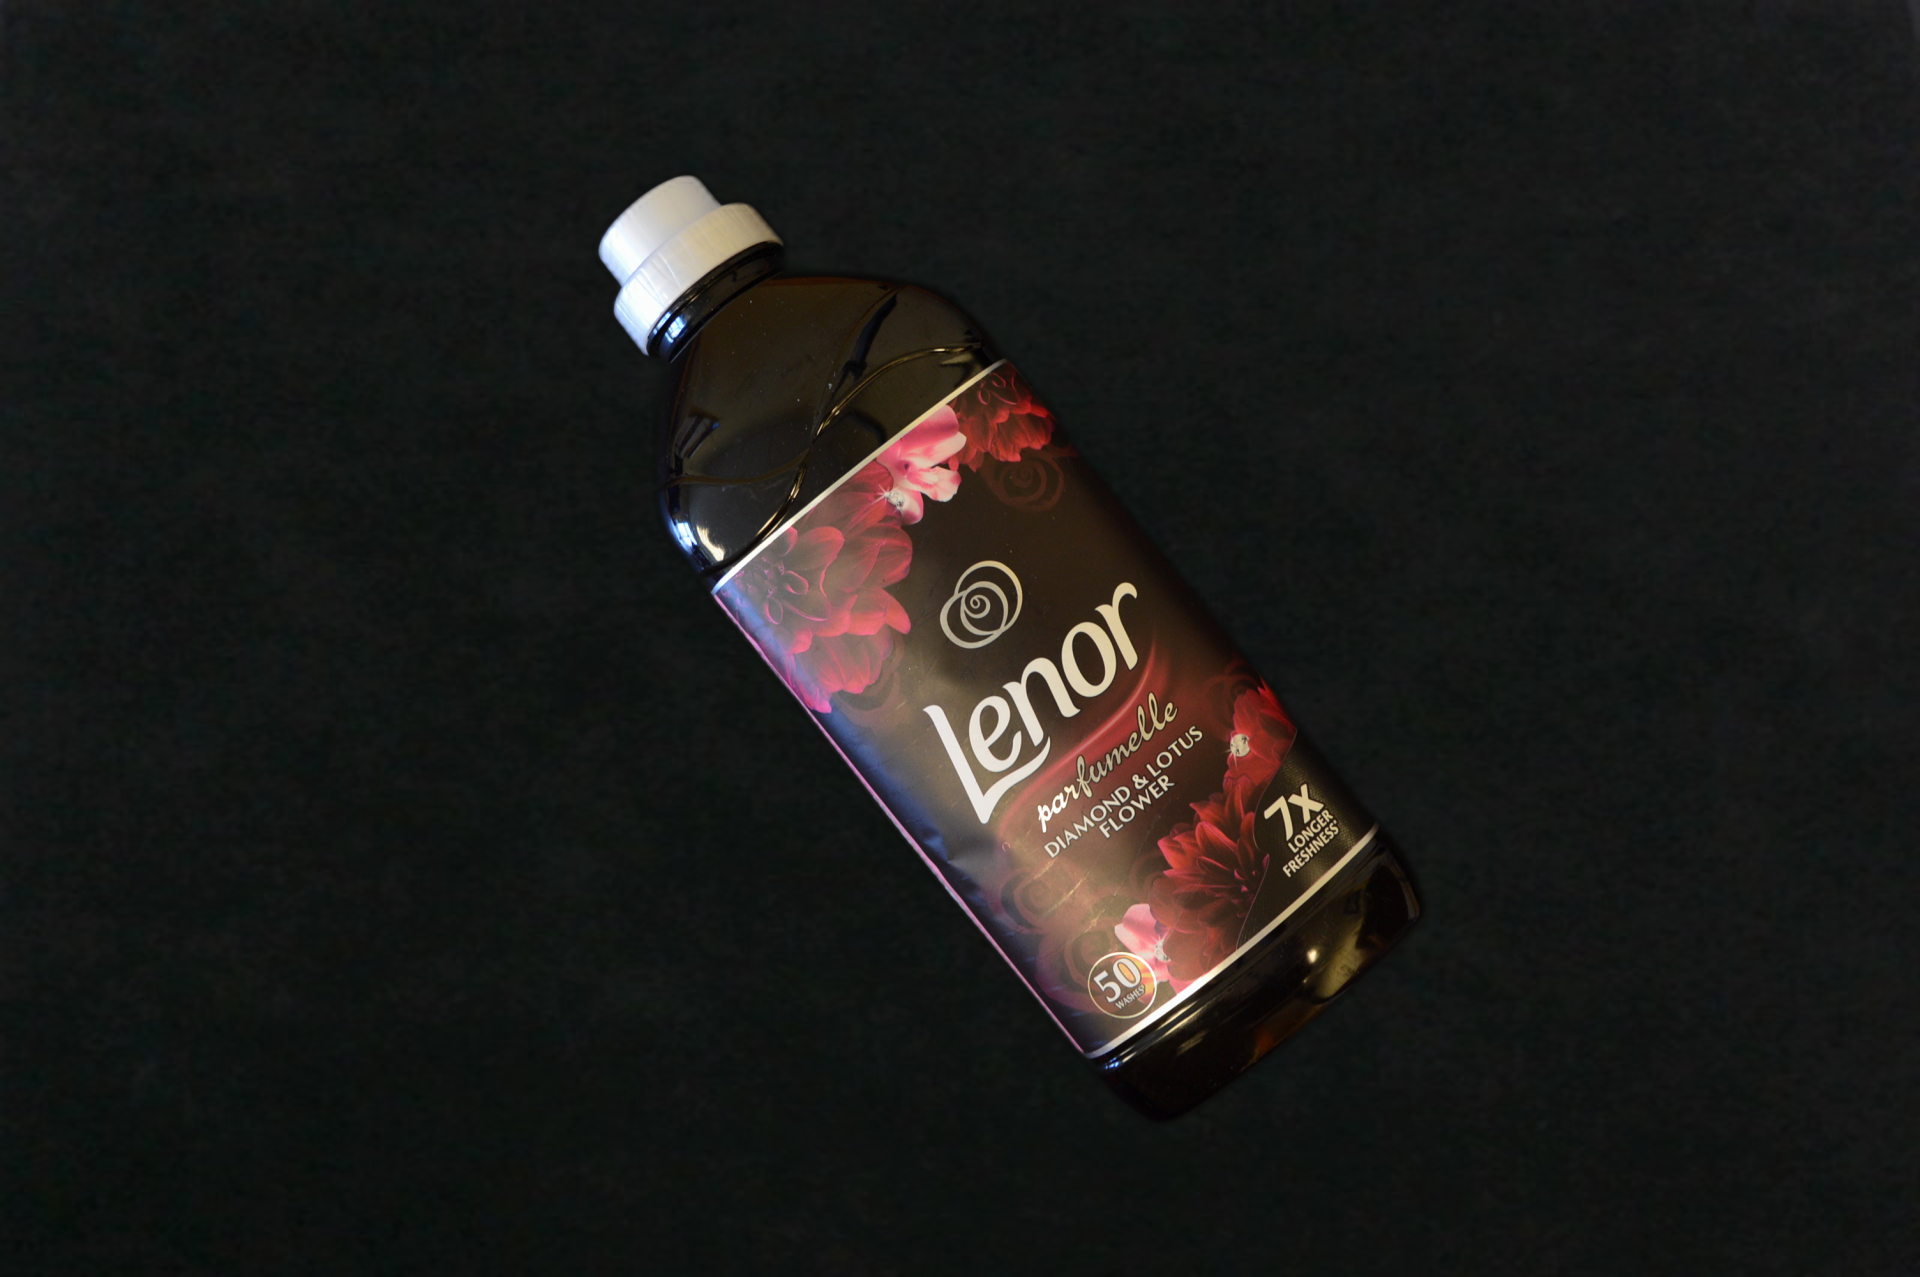 Lenor
parfumelle
DIAMOND & LOTUS
FLOWER
7x
LONGER
FRESHNESS*
50
WASHES*